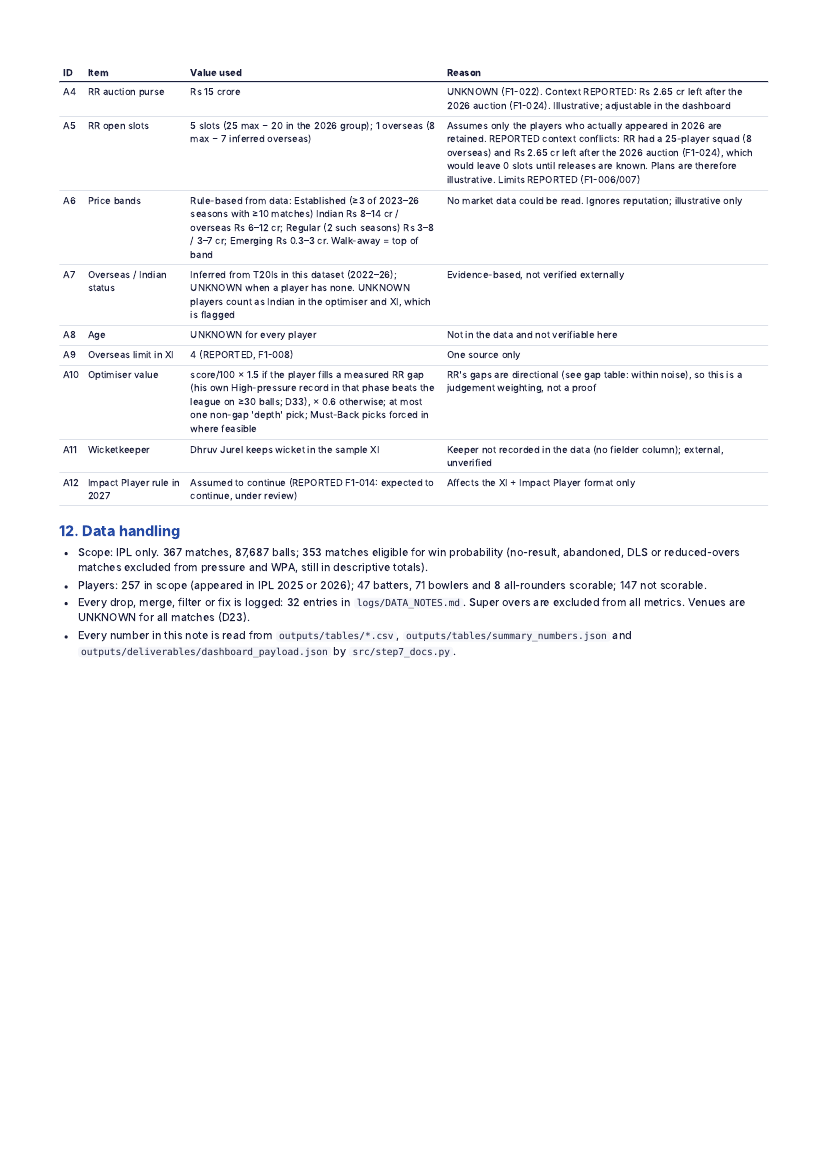 ID Item Value used Reason
A4 RR auction purse Rs 15 crore UNKNOWN (F1-022). Context REPORTED: Rs 2.65 cr left after the
2026 auction (F1-024). Illustrative; adjustable in the dashboard
A5 RR open slots 5 slots (25 max − 20 in the 2026 group); 1 overseas (8
max − 7 inferred overseas)
Assumes only the players who actually appeared in 2026 are
retained. REPORTED context conflicts: RR had a 25-player squad (8
overseas) and Rs 2.65 cr left after the 2026 auction (F1-024), which
would leave 0 slots until releases are known. Plans are therefore
illustrative. Limits REPORTED (F1-006/007)
A6 Price bands Rule-based from data: Established (≥3 of 2023–26
seasons with ≥10 matches) Indian Rs 8–14 cr /
overseas Rs 6–12 cr; Regular (2 such seasons) Rs 3–8
/ 3–7 cr; Emerging Rs 0.3–3 cr. Walk-away = top of
band
No market data could be read. Ignores reputation; illustrative only
A7 Overseas / Indian
status
Inferred from T20Is in this dataset (2022–26);
UNKNOWN when a player has none. UNKNOWN
players count as Indian in the optimiser and XI, which
is flagged
Evidence-based, not verified externally
A8 Age UNKNOWN for every player Not in the data and not verifiable here
A9 Overseas limit in XI 4 (REPORTED, F1-008) One source only
A10 Optimiser value score/100 × 1.5 if the player fills a measured RR gap
(his own High-pressure record in that phase beats the
league on ≥30 balls; D33), × 0.6 otherwise; at most
one non-gap 'depth' pick; Must-Back picks forced in
where feasible
RR's gaps are directional (see gap table: within noise), so this is a
judgement weighting, not a proof
A11 Wicketkeeper Dhruv Jurel keeps wicket in the sample XI Keeper not recorded in the data (no fielder column); external,
unverified
A12 Impact Player rule in
2027
Assumed to continue (REPORTED F1-014: expected to
continue, under review)
Affects the XI + Impact Player format only
12. Data handling
• Scope: IPL only. 367 matches, 87,687 balls; 353 matches eligible for win probability (no-result, abandoned, DLS or reduced-overs
matches excluded from pressure and WPA, still in descriptive totals).
• Players: 257 in scope (appeared in IPL 2025 or 2026); 47 batters, 71 bowlers and 8 all-rounders scorable; 147 not scorable.
• Every drop, merge, filter or fix is logged: 32 entries in logs/DATA_NOTES.md. Super overs are excluded from all metrics. Venues are
UNKNOWN for all matches (D23).
• Every number in this note is read from outputs/tables/*.csv, outputs/tables/summary_numbers.json and
outputs/deliverables/dashboard_payload.json by src/step7_docs.py.